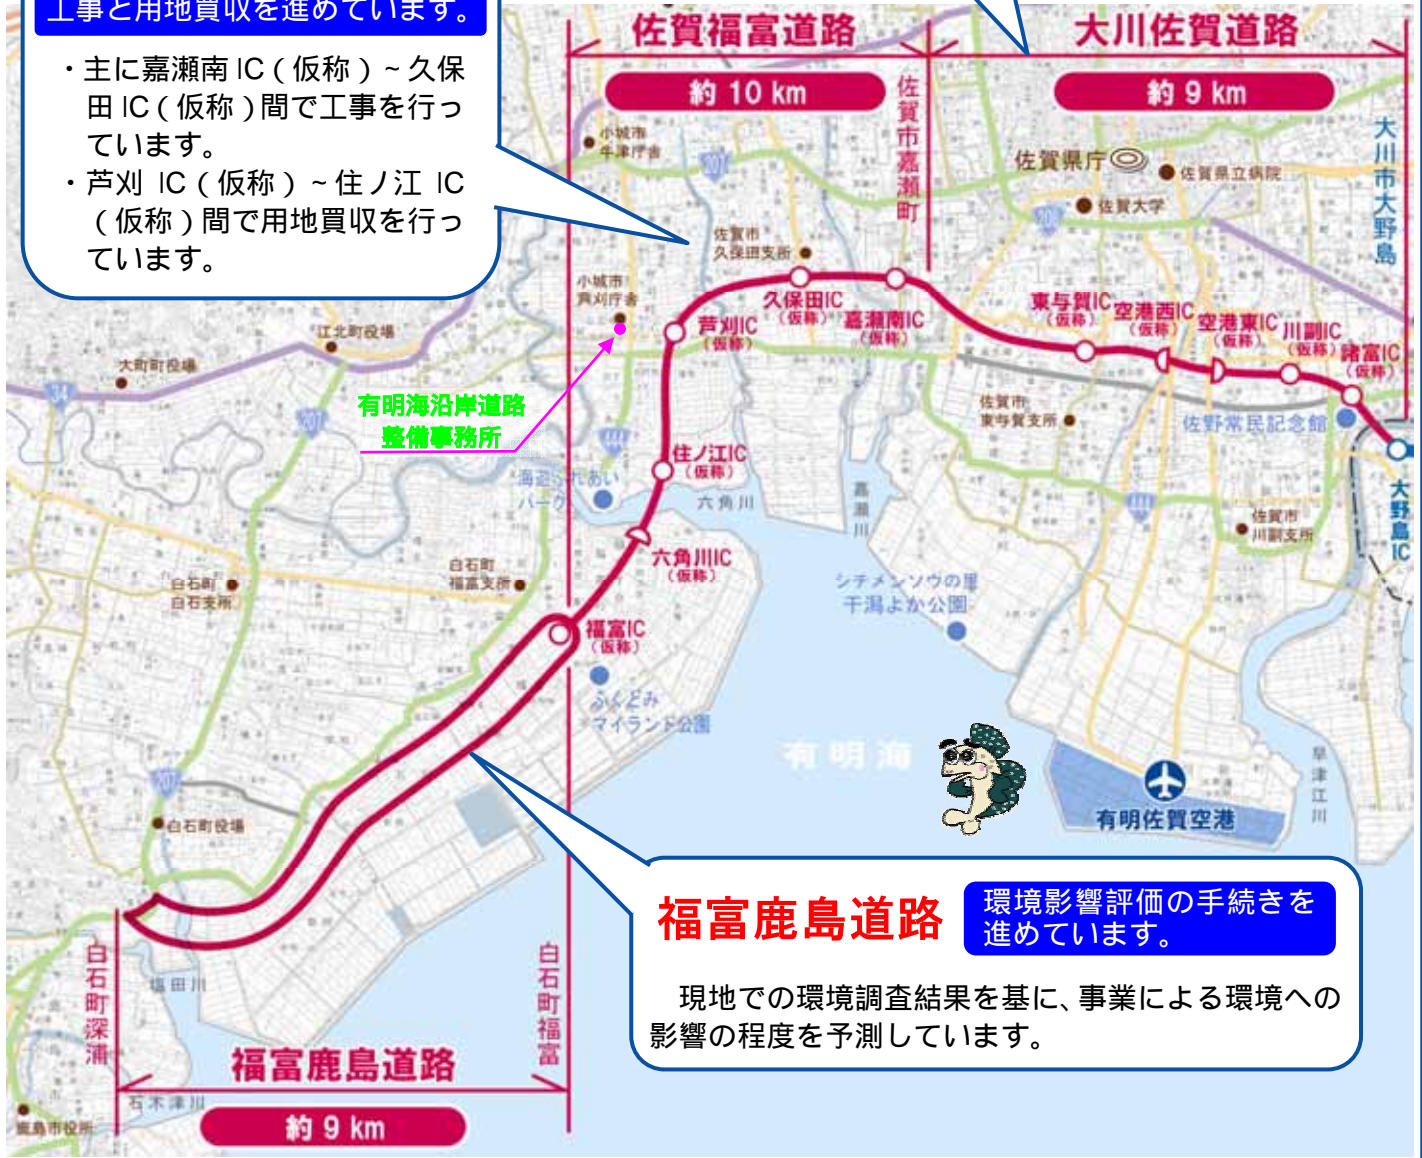 工事と用地買収を進めています。
・主に嘉瀬南 IC（仮称）~ 久保
田 IC（仮称）間で工事を行っ
ています。
・芦刈 IC（仮称）~ 住ノ江 IC
（仮称）間で用地買収を行っ
ています。
佐賀福富道路
約 10 km
大川佐賀道路
約 9 km
佐賀市嘉瀬町
大川市大野島
小城市
牛津庁舎
207
佐賀県庁
佐賀県立病院
佐賀大学
佐賀市
久保田支所
小城市
芦刈庁舎
江北町役場
大町町役場
34
207
有明海沿岸道路
整備事務所
444
芦刈IC
（仮称）
久保田IC
（仮称）
嘉瀬南IC
（仮称）
東与賀IC
（仮称）
空港西IC
（仮称）
空港東IC
（仮称）
川副IC
（仮称）
諸富IC
（仮称）
佐賀市
東与賀支所
佐野常民記念館
大野島IC
444
佐賀市
川副支所
住ノ江IC
（仮称）
海遊ふれあい
パーク
六角川
嘉瀬川
六角川IC
（仮称）
白石町
福富支所
白石町
白石支所
シチメンソウの里
干潟よか公園
福富IC
（仮称）
ふくどみ
マイランド公園
有明海
早津江川
有明佐賀空港
207
白石町役場
福富鹿島道路
環境影響評価の手続きを
進めています。
現地での環境調査結果を基に、事業による環境への
影響の程度を予測しています。
白石町深浦
塩田川
白石町福富
福富鹿島道路
約 9 km
石木津川
鹿島市役所